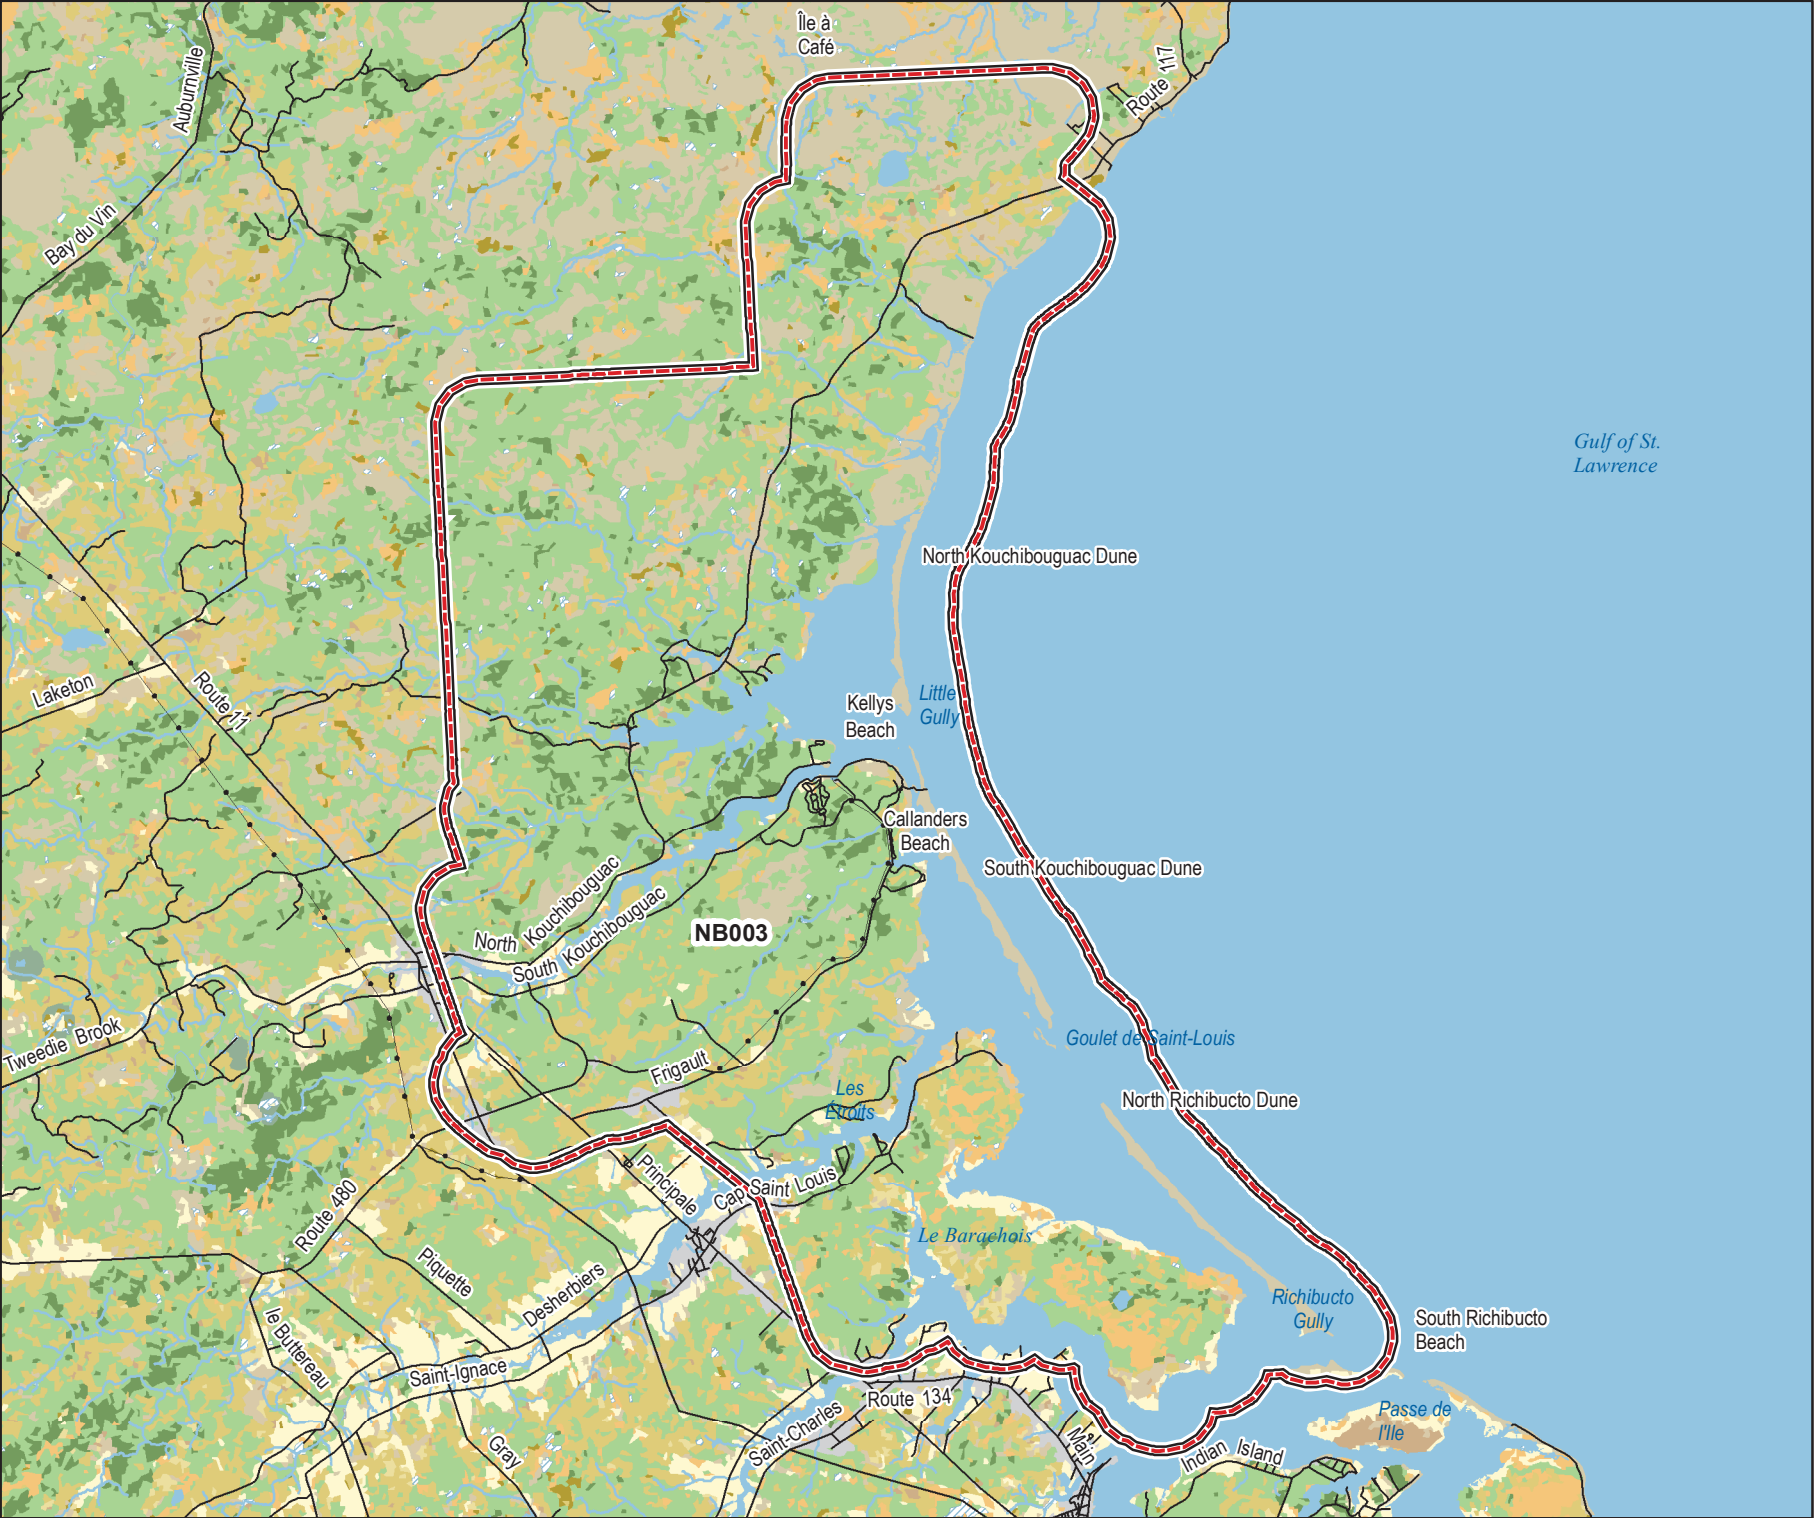 Île à
Café
Route 117
Auburnville
Bay du Vin
Gulf of St.
Lawrence
North Kouchibouguac Dune
Laketon
Route 11
Little
Gully
Kellys
Beach
Callanders
Beach
South Kouchibouguac Dune
North Kouchibouguac
South Kouchibouguac
NB003
Tweedie Brook
Goulet de Saint-Louis
Frigault
Les
Étroits
North Richibucto Dune
Principale
Cap Saint Louis
Route 480
Le Barachois
Piquette
Desherbiers
Richibucto
Gully
South Richibucto
Beach
le Buttereau
Saint-Ignace
Route 134
Passe de
l'Ile
Saint-Charles
Main
Gray
Indian Island